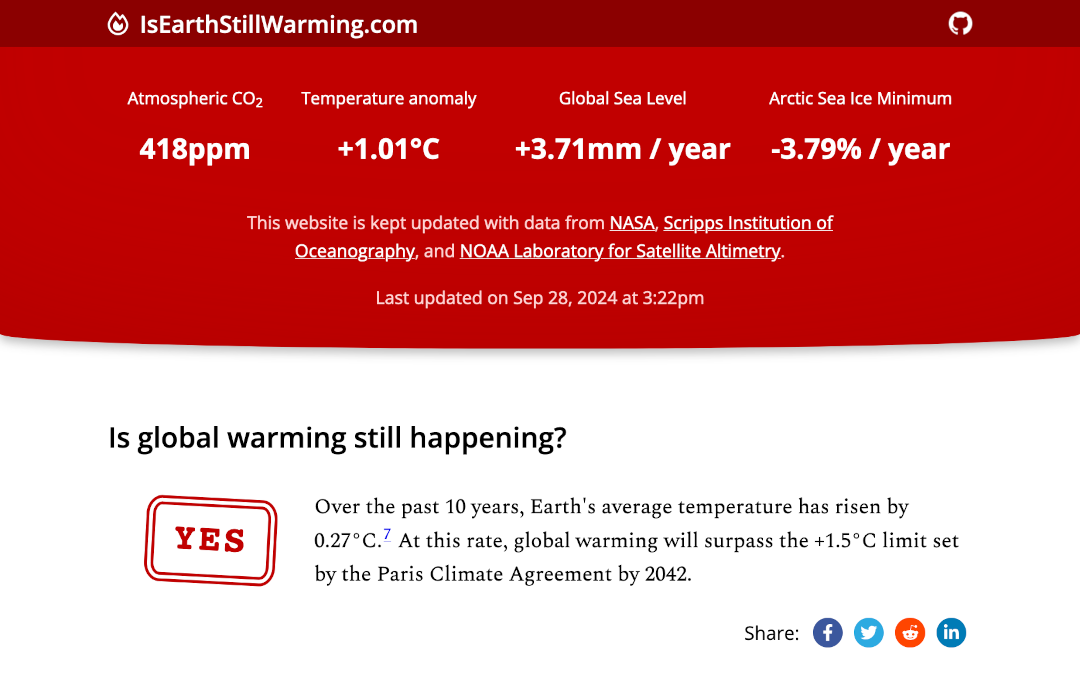 IsEarthStillWarming.com
Atmospheric CO₂ Temperature anomaly Global Sea Level Arctic Sea Ice Minimum
418ppm +1.01°C +3.71mm / year -3.79% / year
This website is kept updated with data from NASA, Scripps Institution of
Oceanography, and NOAA Laboratory for Satellite Altimetry.
Last updated on Sep 28, 2024 at 3:22pm
Is global warming still happening?
YES
Over the past 10 years, Earth's average temperature has risen by
0.27°C.⁷ At this rate, global warming will surpass the +1.5°C limit set
by the Paris Climate Agreement by 2042.
Share: